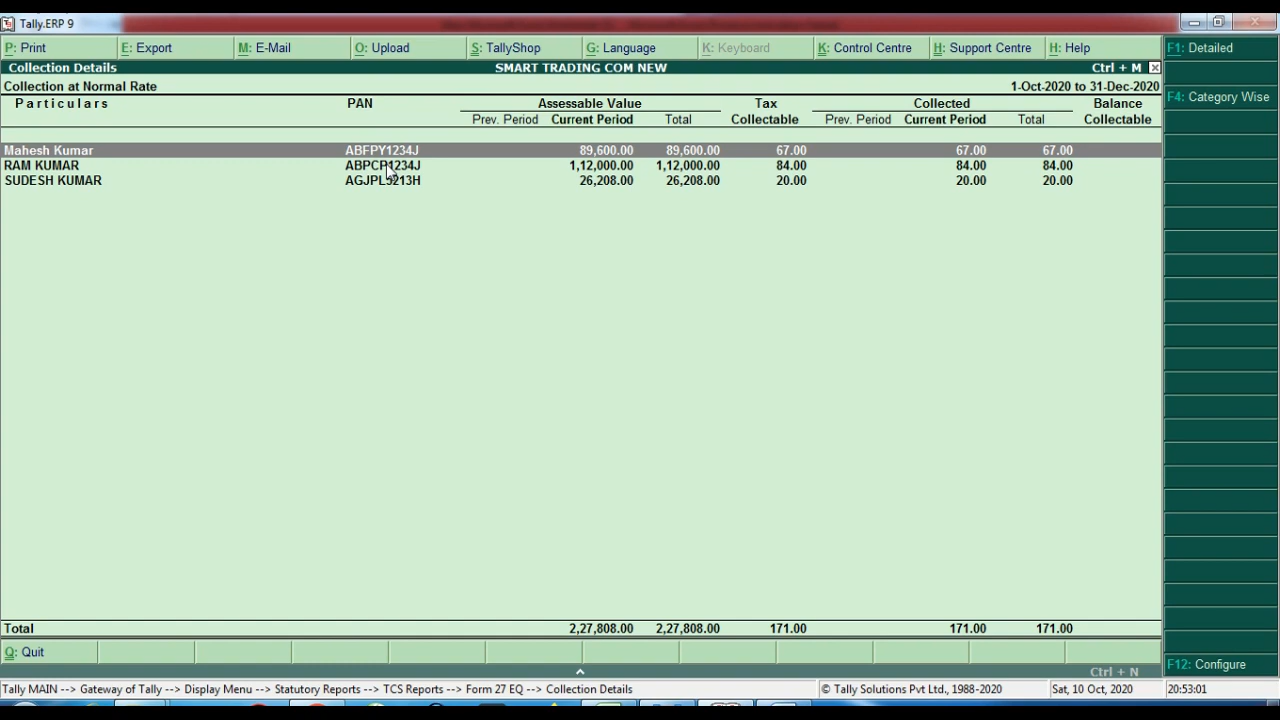 Tally.ERP 9
P: Print E: Export M: E-Mail O: Upload S: TallyShop G: Language K: Keyboard K: Control Centre H: Support Centre H: Help F1: Detailed
Collection Details SMART TRADING COM NEW Ctrl + M
Collection at Normal Rate 1-Oct-2020 to 31-Dec-2020
F4: Category Wise
Particulars PAN Assessable Value Tax Collected Balance
Prev. Period Current Period Total Collectable Prev. Period Current Period Total Collectable
Mahesh Kumar ABFPY1234J 89,600.00 89,600.00 67.00 67.00 67.00
RAM KUMAR 1,12,000.00 1,12,000.00 84.00 84.00 84.00
SUDESH KUMAR 26,208.00 26,208.00 20.00 20.00 20.00
Total 2,27,808.00 2,27,808.00 171.00 171.00 171.00
Q: Quit
F12: Configure
Ctrl + N
Tally MAIN --> Gateway of Tally --> Display Menu --> Statutory Reports --> TCS Reports --> Form 27 EQ --> Collection Details © Tally Solutions Pvt Ltd., 1988-2020 Sat, 10 Oct, 2020 20:53:01